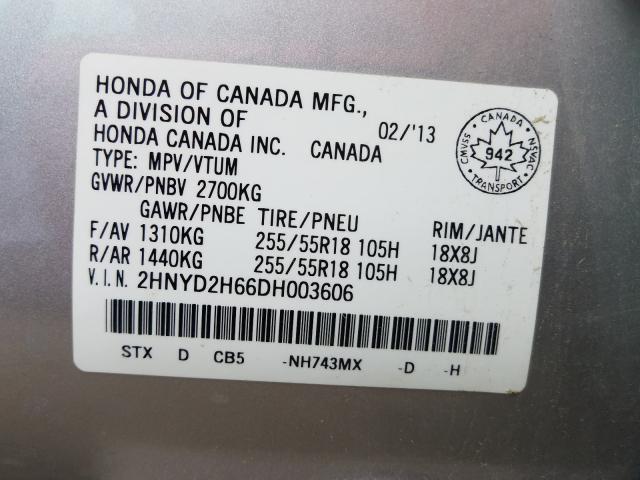 HONDA OF CANADA MFG.,
A DIVISION OF
HONDA CANADA INC. CANADA 02/'13
TYPE: MPV/VTUM
GVWR/PNBV 2700KG
GAWR/PNBE TIRE/PNEU RIM/JANTE
F/AV 1310KG 255/55R18 105H 18X8J
R/AR 1440KG 255/55R18 105H 18X8J
V.I.N. 2HNYD2H66DH003606
STX D CB5 -NH743MX -D -H
CANADA
CMVSS 942 NSVAC
TRANSPORT